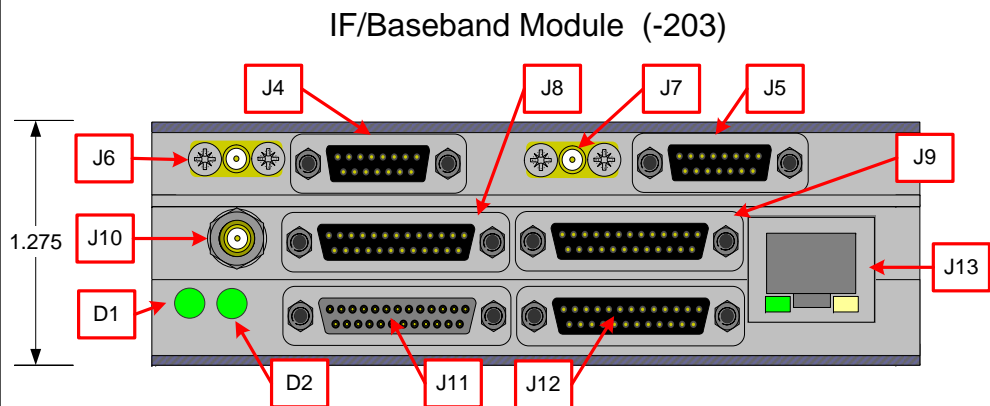 IF/Baseband Module (-203)
J4
J8
J7
J5
J6
J9
1.275
J10
J13
D1
D2
J11
J12